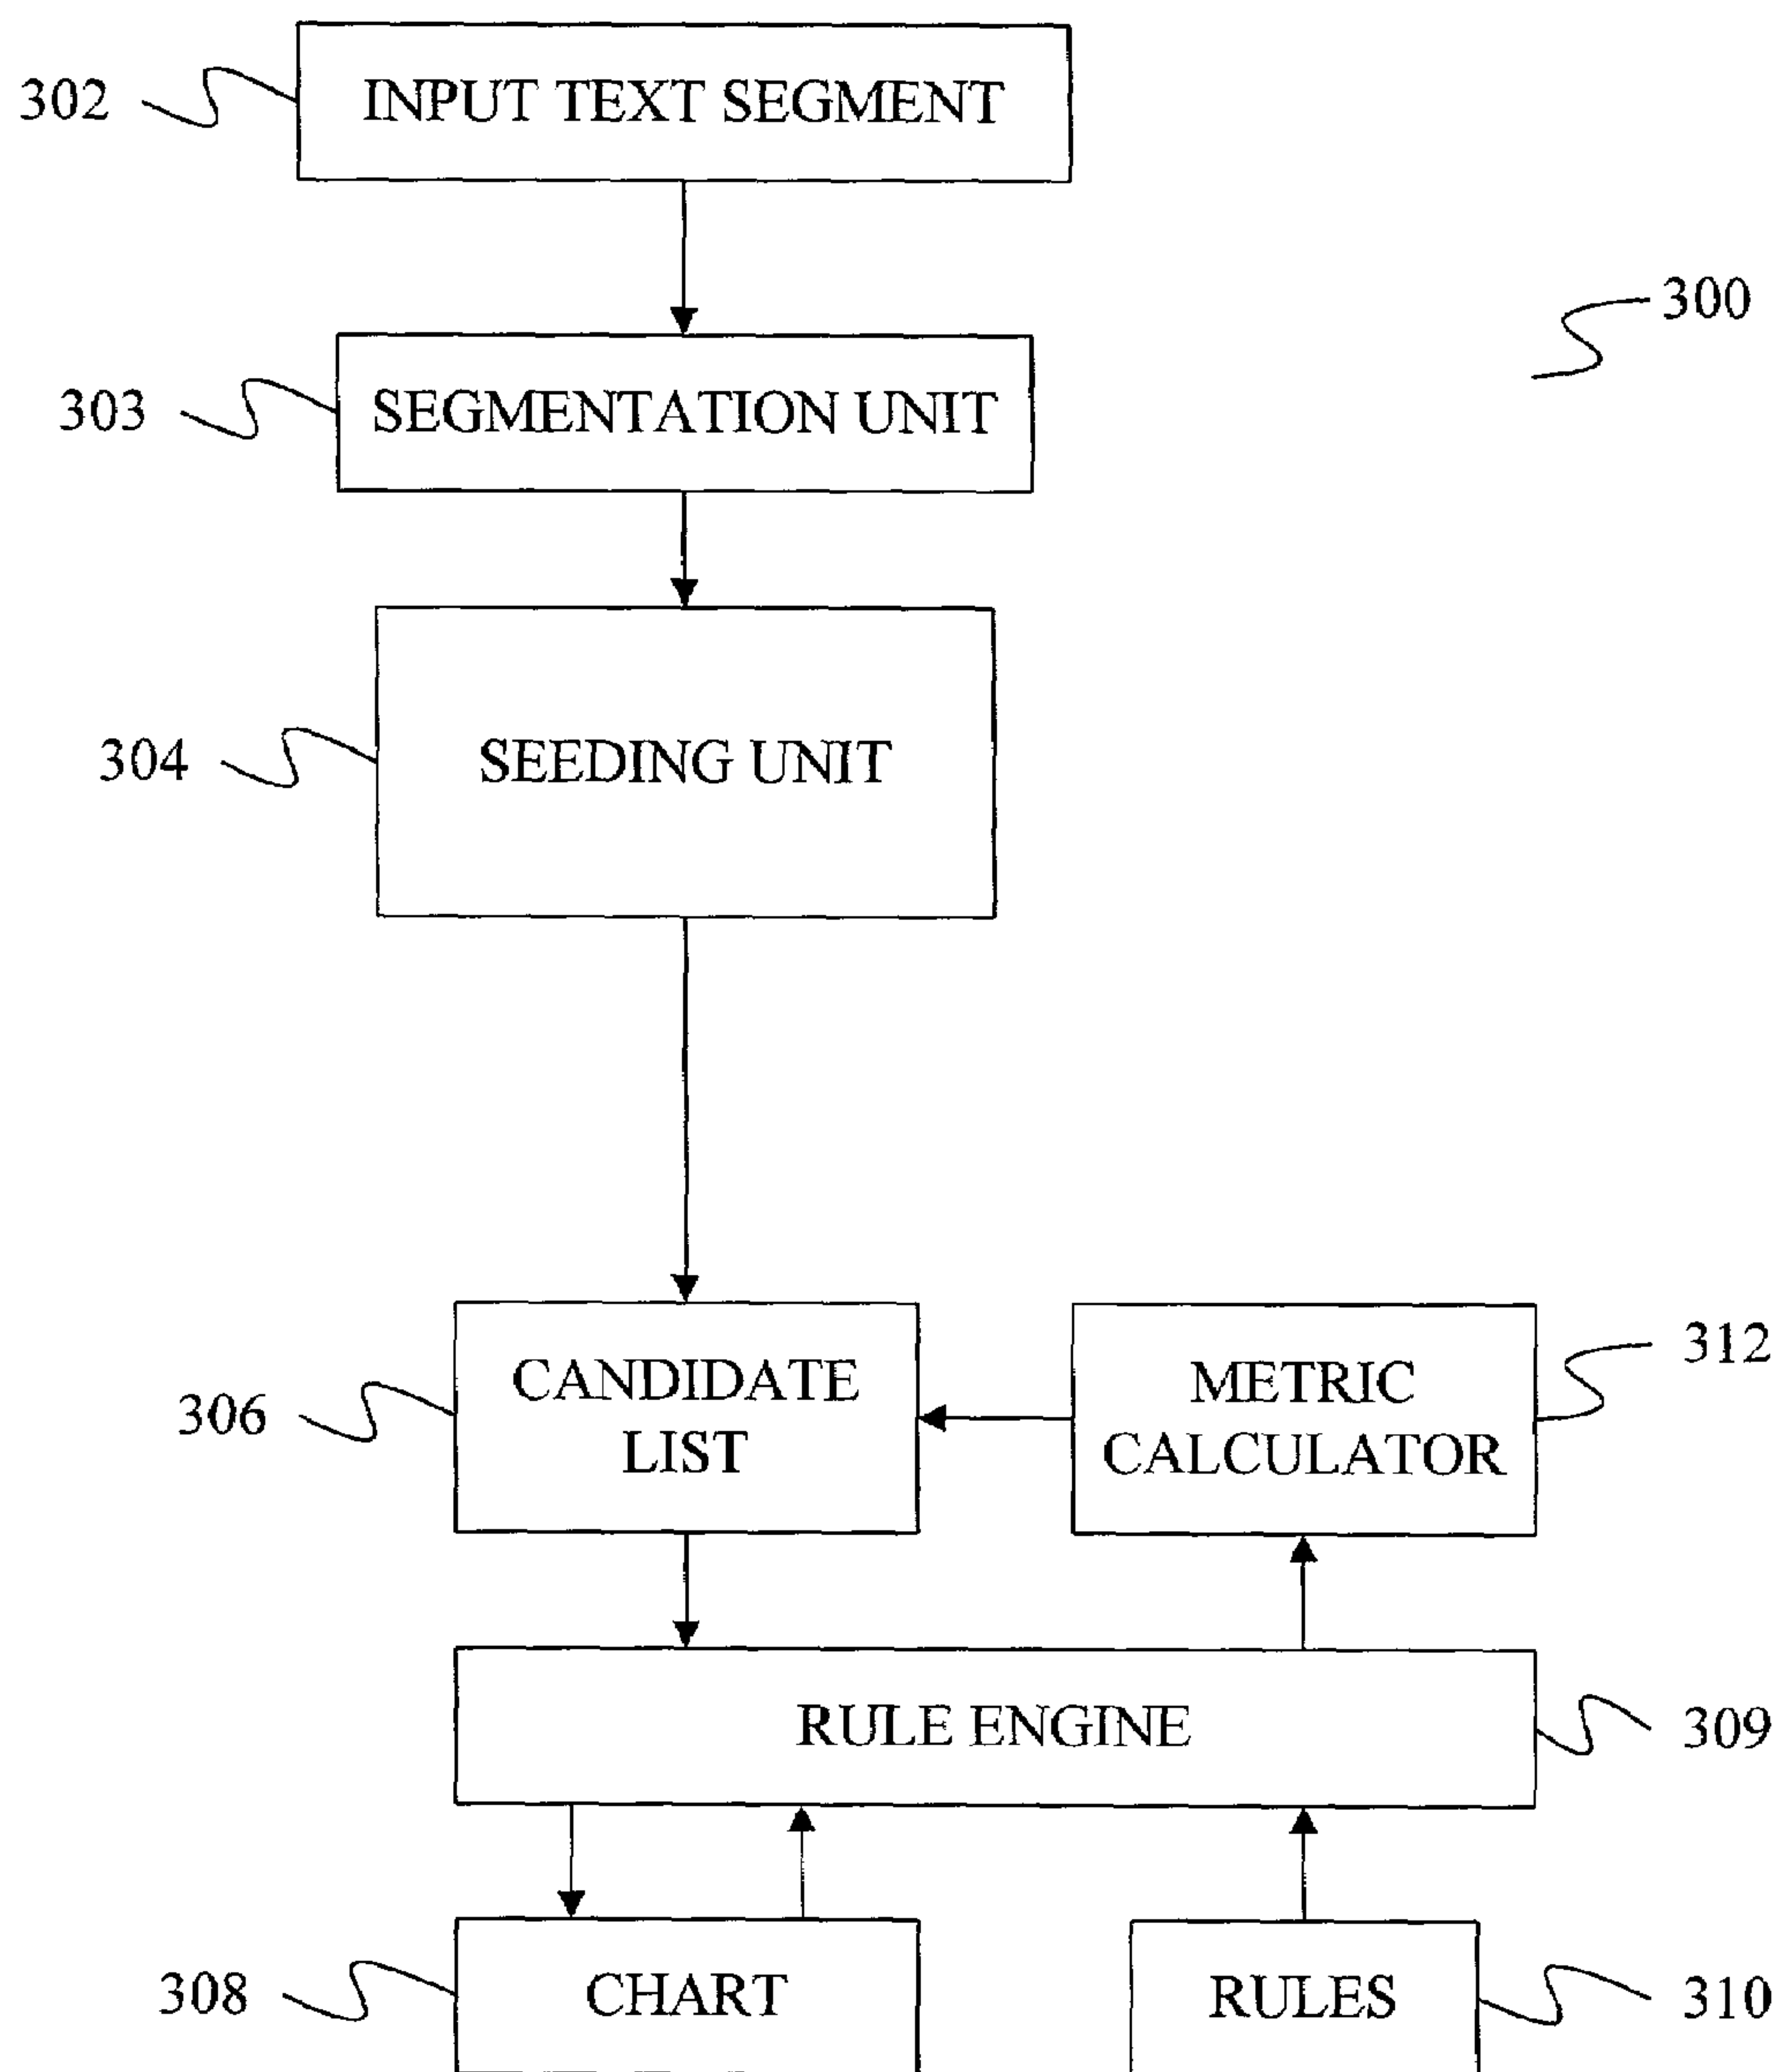 302
INPUT TEXT SEGMENT
300
303
SEGMENTATION UNIT
304
SEEDING UNIT
306
CANDIDATE
LIST
METRIC
CALCULATOR
312
RULE ENGINE
309
308
CHART
RULES
310